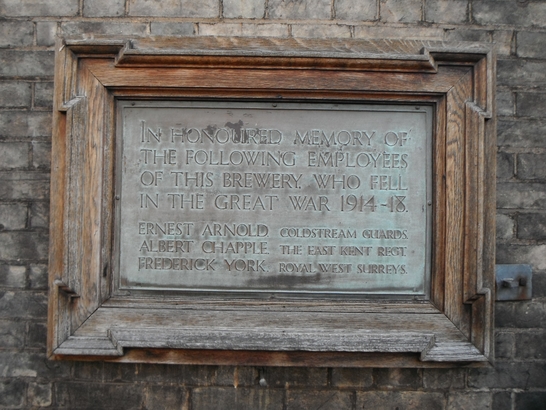 IN HONOURED MEMORY OF
THE FOLLOWING EMPLOYEES
OF THIS BREWERY, WHO FELL
IN THE GREAT WAR 1914-18.
ERNEST ARNOLD. COLDSTREAM GUARDS.
ALBERT CHAPPLE. THE EAST KENT REGT.
FREDERICK YORK. ROYAL WEST SURREYS.